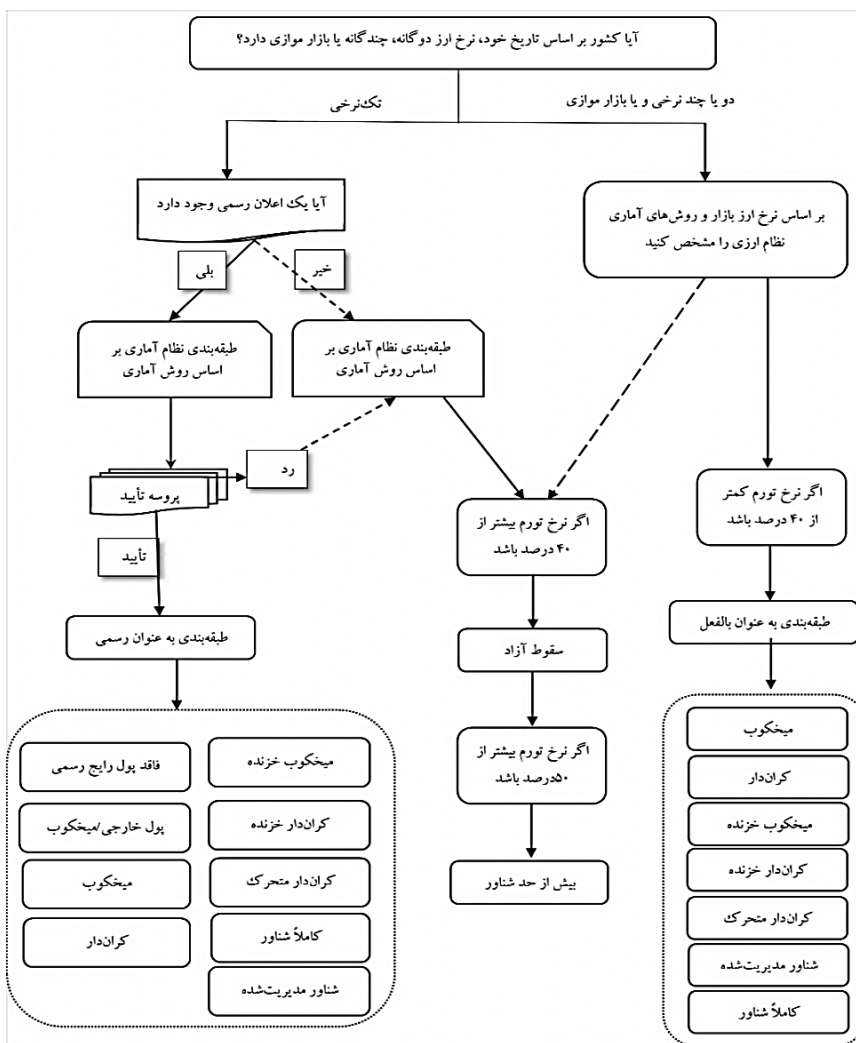 آیا کشور بر اساس تاریخ خود، نرخ ارز دوگانه، چندگانه یا بازار موازی دارد؟
دو یا چند نرخی و یا بازار موازی
تک‌نرخی
بر اساس نرخ ارز بازار و روش‌های آماری
نظام ارزی را مشخص کنید
آیا یک اعلان رسمی وجود دارد
خیر
بلی
طبقه‌بندی نظام آماری بر
اساس روش آماری
طبقه‌بندی نظام آماری بر
اساس روش آماری
رد
پروسه تأیید
تأیید
اگر نرخ تورم کمتر
از ۴۰ درصد باشد
اگر نرخ تورم بیشتر از
۴۰ درصد باشد
طبقه‌بندی به عنوان بالفعل
طبقه‌بندی به عنوان رسمی
سقوط آزاد
اگر نرخ تورم بیشتر از
۵۰درصد باشد
بیش از حد شناور
میخکوب
کران‌دار
میخکوب خزنده
کران‌دار خزنده
کران‌دار متحرک
شناور مدیریت‌شده
کاملاً شناور
میخکوب خزنده
کران‌دار خزنده
کران‌دار متحرک
کاملاً شناور
شناور مدیریت‌شده
فاقد پول رایج رسمی
پول خارجی/میخکوب
میخکوب
کران‌دار